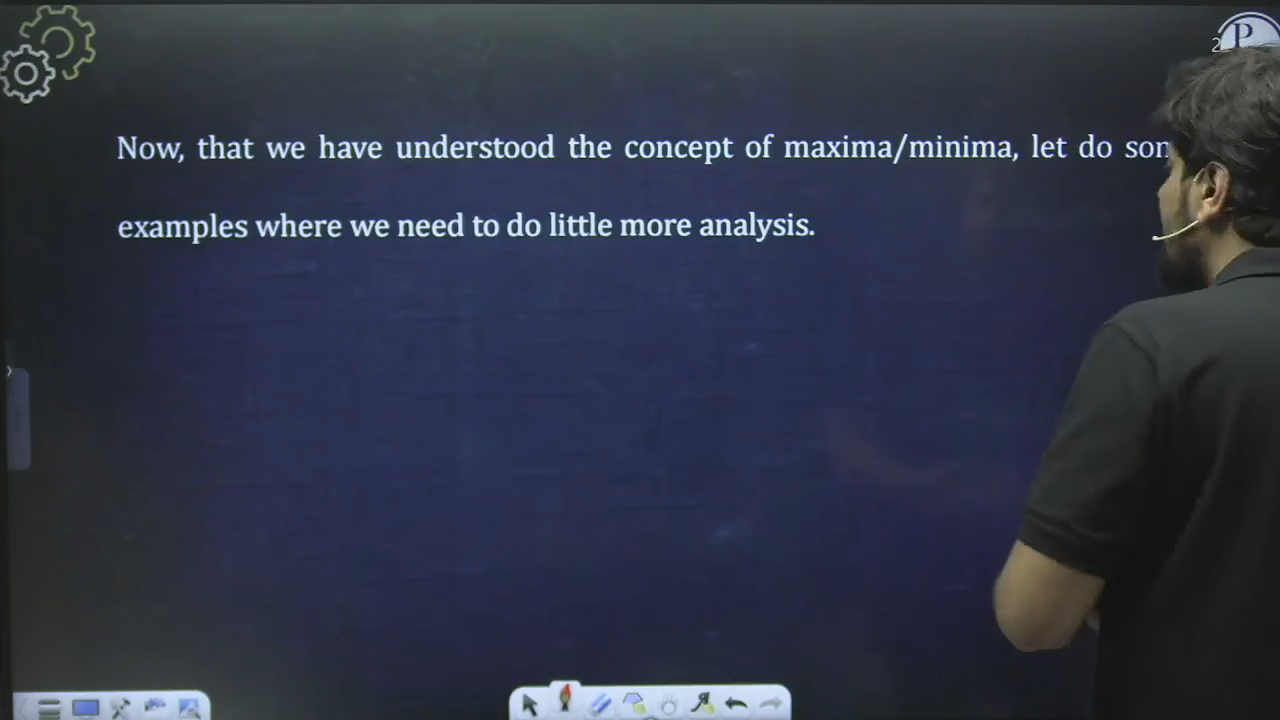 P
2
Now, that we have understood the concept of maxima/minima, let do
examples where we need to do little more analysis.